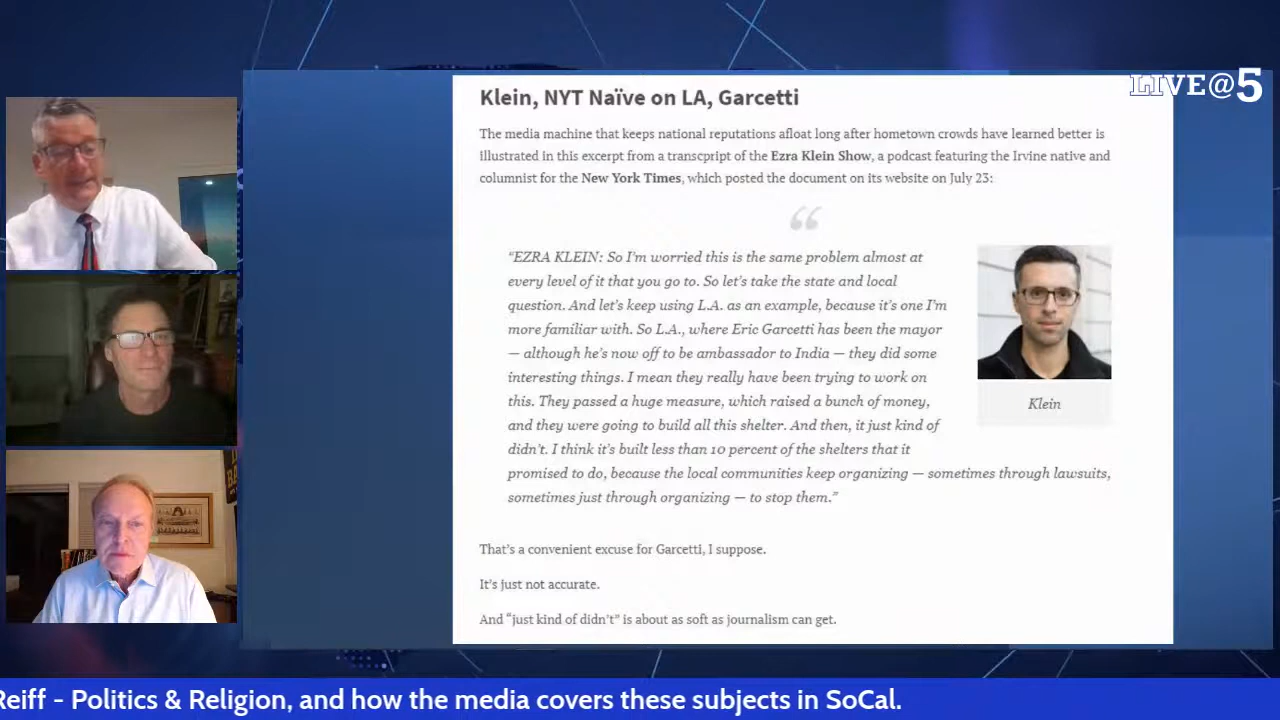 LIVE@5
Klein, NYT Naïve on LA, Garcetti
The media machine that keeps national reputations afloat long after hometown crowds have learned better is
illustrated in this excerpt from a transcpript of the Ezra Klein Show, a podcast featuring the Irvine native and
columnist for the New York Times, which posted the document on its website on July 23:
“
“EZRA KLEIN: So I'm worried this is the same problem almost at
every level of it that you go to. So let's take the state and local
question. And let's keep using L.A. as an example, because it's one I'm
more familiar with. So L.A., where Eric Garcetti has been the mayor
— although he's now off to be ambassador to India — they did some
interesting things. I mean they really have been trying to work on
this. They passed a huge measure, which raised a bunch of money,
and they were going to build all this shelter. And then, it just kind of
didn't. I think it's built less than 10 percent of the shelters that it
promised to do, because the local communities keep organizing — sometimes through lawsuits,
sometimes just through organizing — to stop them.”
Klein
That's a convenient excuse for Garcetti, I suppose.
It's just not accurate.
And “just kind of didn't” is about as soft as journalism can get.
Reiff - Politics & Religion, and how the media covers these subjects in SoCal.